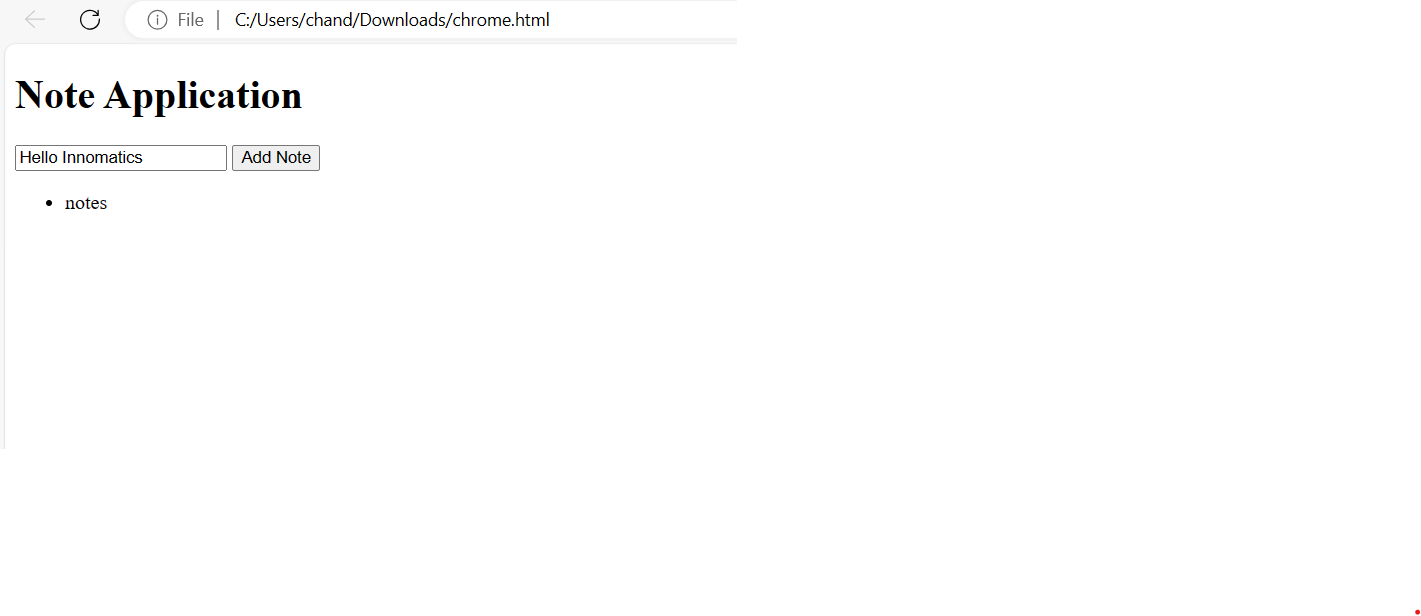 File | C:/Users/chand/Downloads/chrome.html
Note Application
Hello Innomatics Add Note
• notes